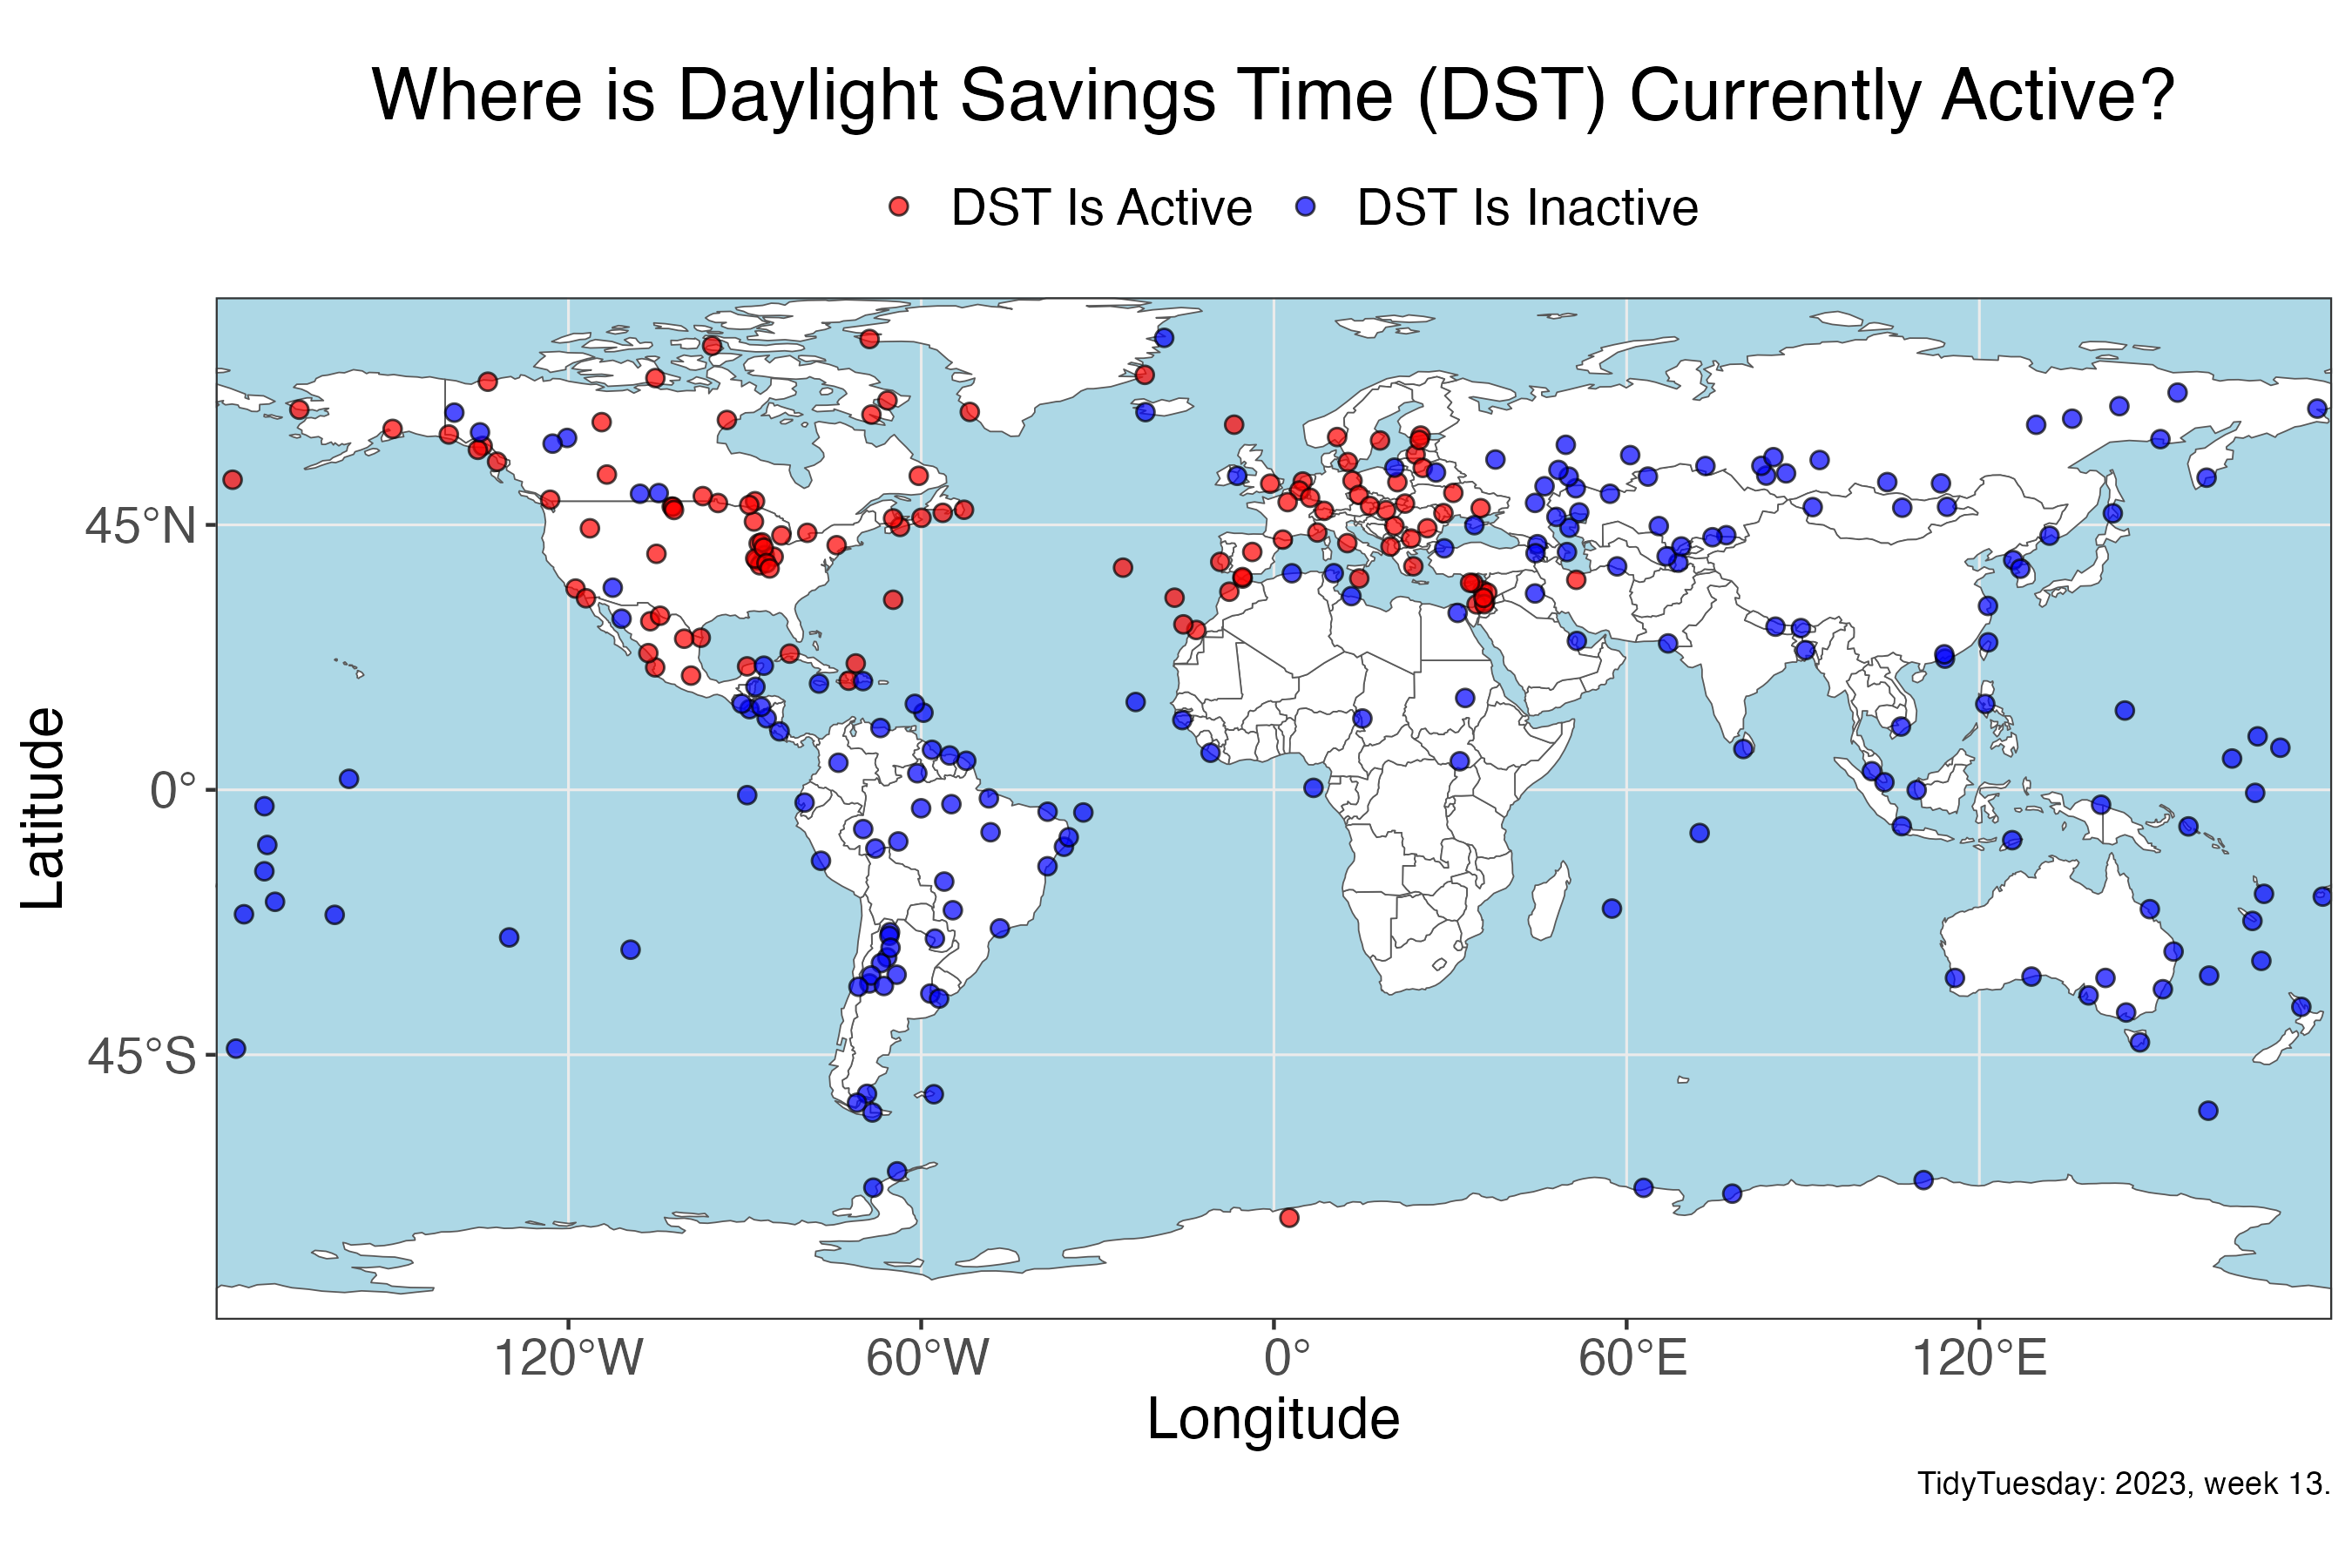 Where is Daylight Savings Time (DST) Currently Active?
DST Is Active
DST Is Inactive
45°N
0°
45°S
Latitude
120°W
60°W
0°
60°E
120°E
Longitude
TidyTuesday: 2023, week 13.